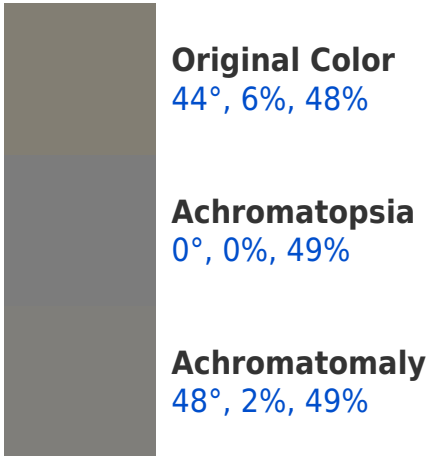 Original Color
44°, 6%, 48%
Achromatopsia
0°, 0%, 49%
Achromatomaly
48°, 2%, 49%